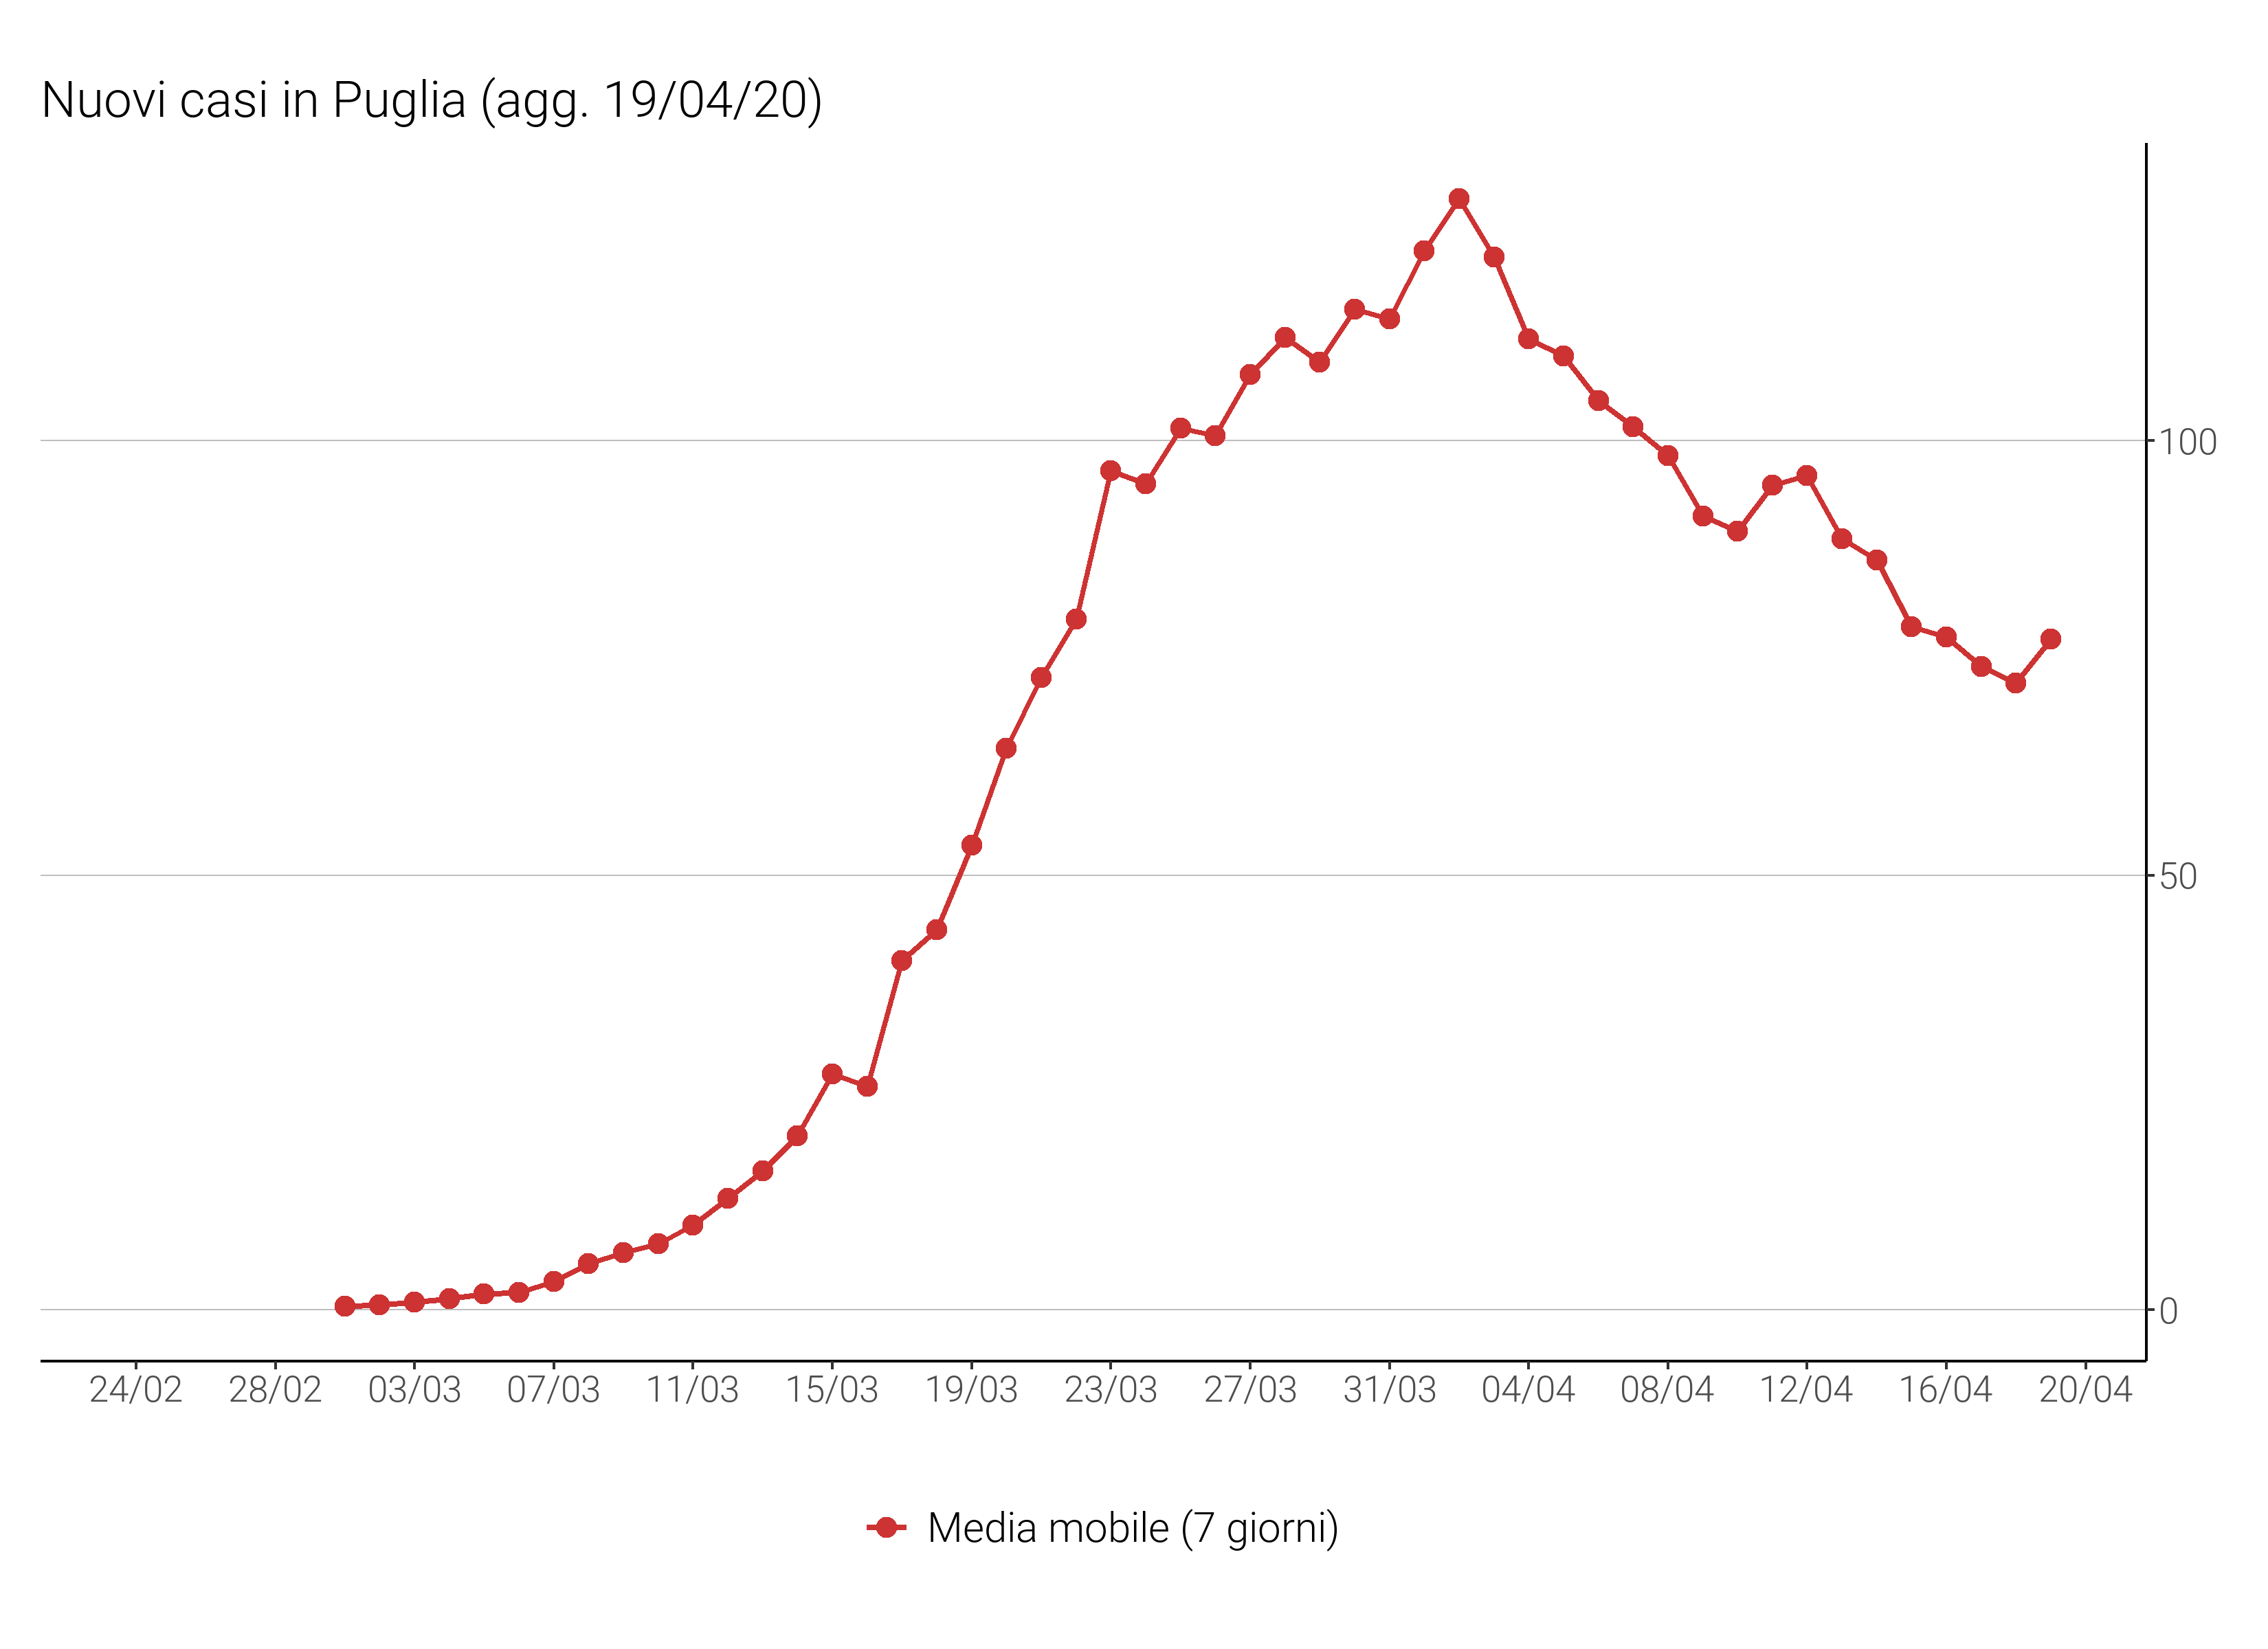 Nuovi casi in Puglia (agg. 19/04/20)
100
50
0
24/02 28/02 03/03 07/03 11/03 15/03 19/03 23/03 27/03 31/03 04/04 08/04 12/04 16/04 20/04
Media mobile (7 giorni)